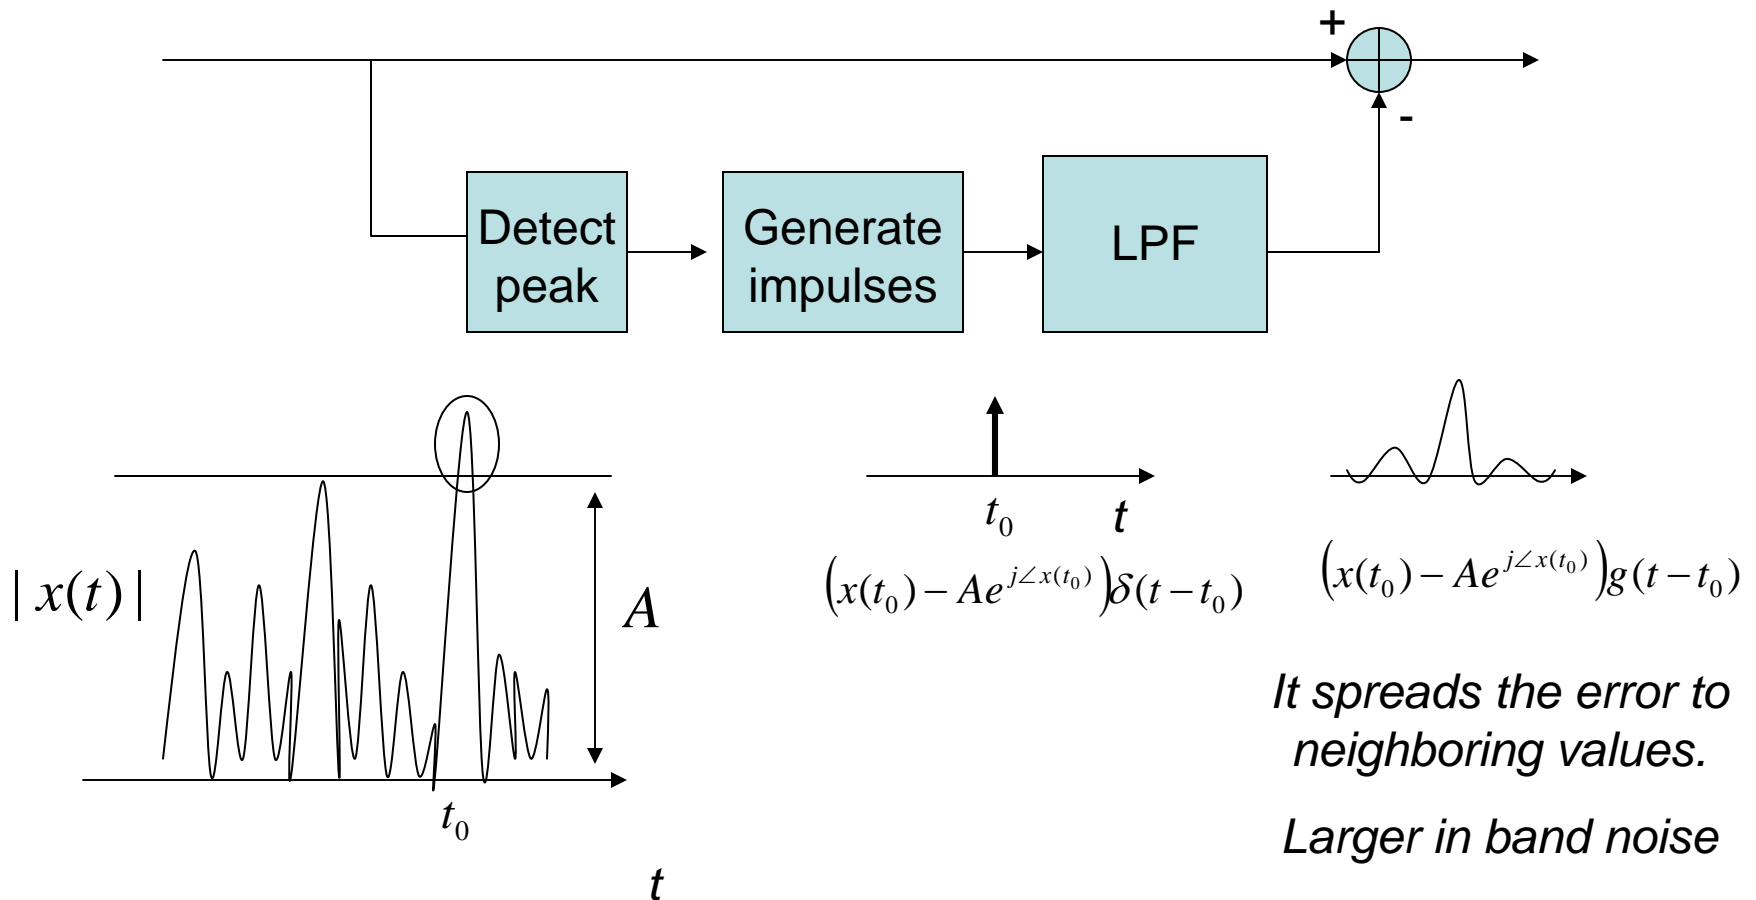 +
-
Detect
peak
Generate
impulses
LPF
|x(t)|
A
t₀
t
t₀
t
(x(t₀) − Ae^{j∠x(t₀)})δ(t − t₀)
(x(t₀) − Ae^{j∠x(t₀)})g(t − t₀)
It spreads the error to
neighboring values.
Larger in band noise